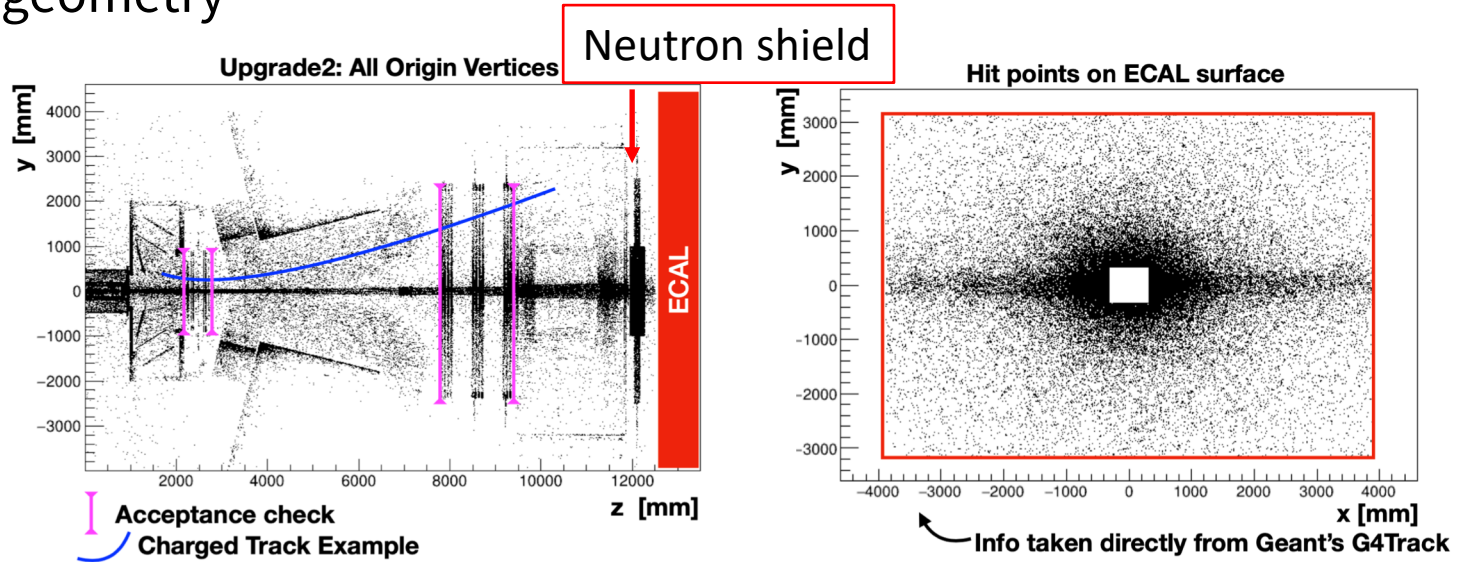 geometry
Neutron shield
Upgrade2: All Origin Vertices
y [mm]
4000
3000
2000
1000
0
−1000
−2000
−3000
2000
4000
6000
8000
10000
12000
z [mm]
ECAL
Acceptance check
Charged Track Example
Hit points on ECAL surface
y [mm]
3000
2000
1000
0
−1000
−2000
−3000
−4000
−3000
−2000
−1000
0
1000
2000
3000
4000
x [mm]
Info taken directly from Geant's G4Track